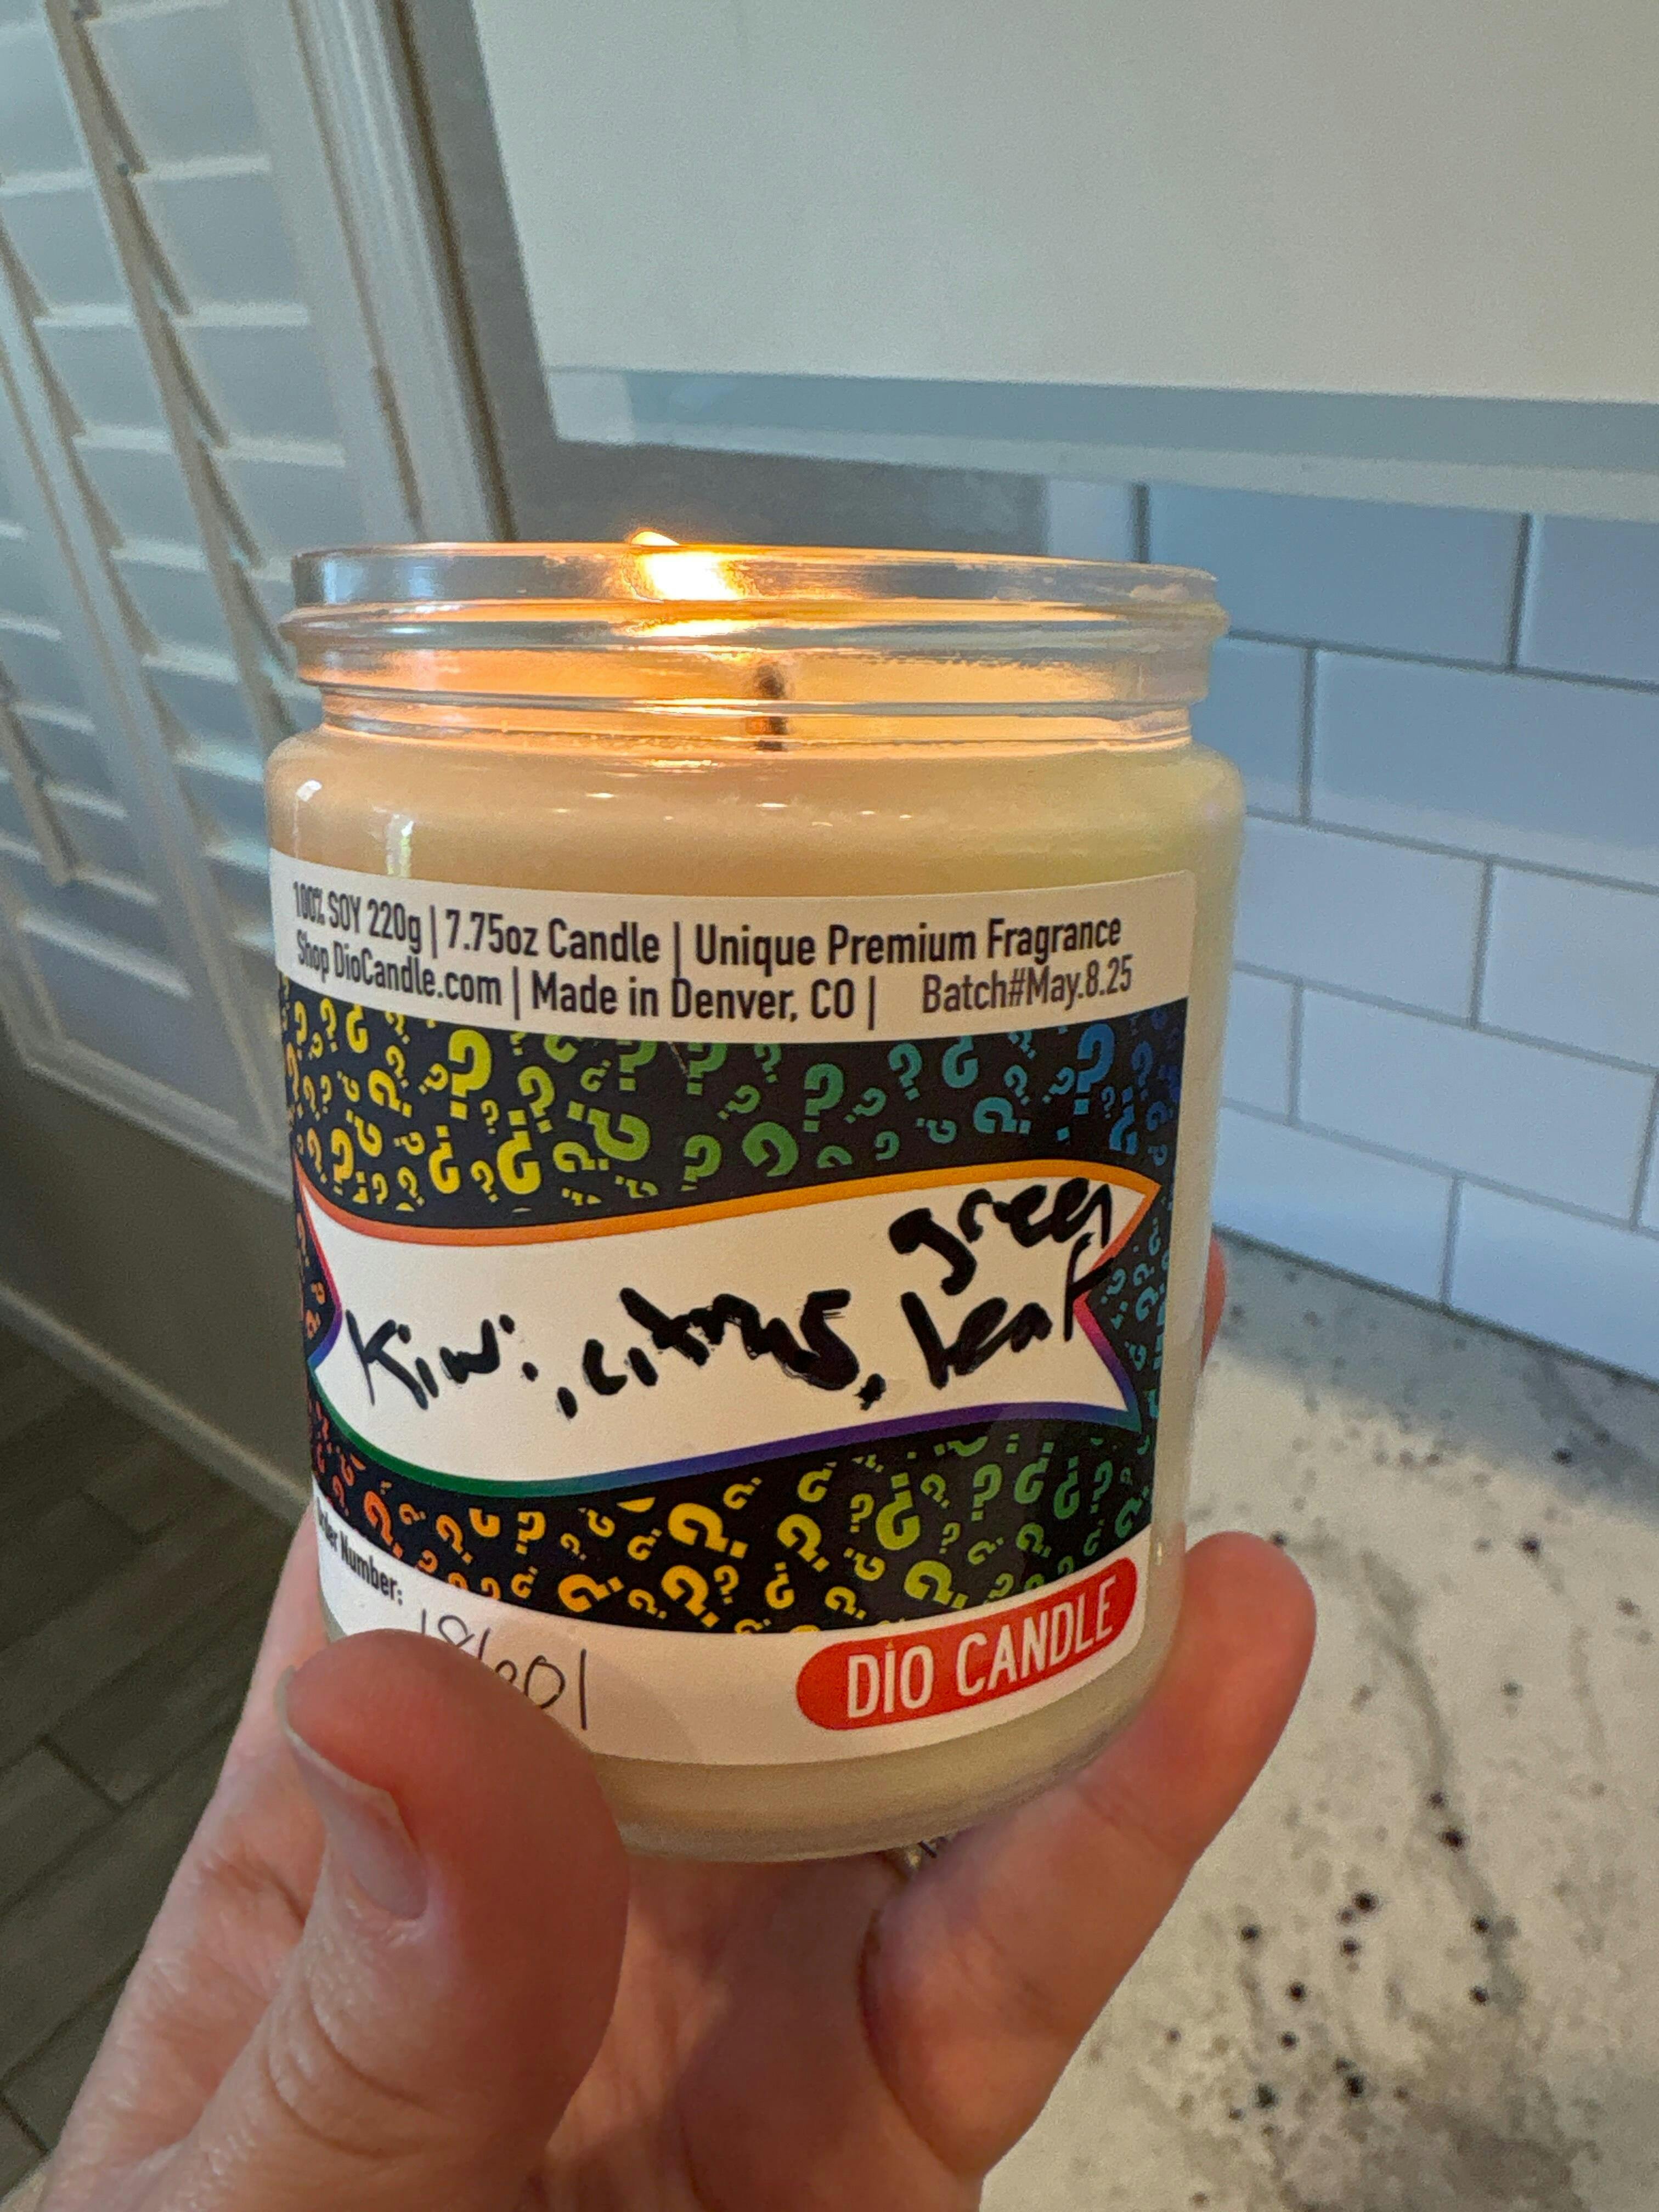 100% SOY 220g | 7.75oz Candle | Unique Premium Fragrance
Shop DioCandle.com | Made in Denver, CO | Batch#May.8.25
green
Kiwi, citrus, leaf
Order Number:
DIO CANDLE